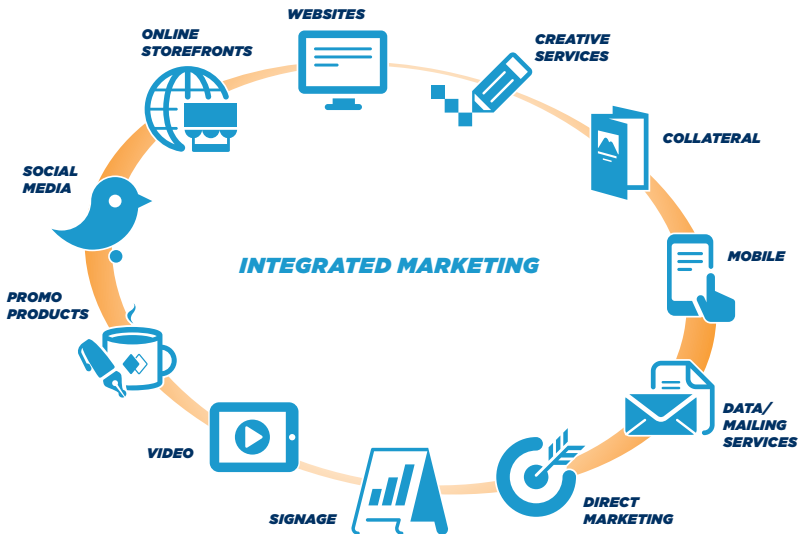 WEBSITES
ONLINE
STOREFRONTS
CREATIVE
SERVICES
COLLATERAL
SOCIAL
MEDIA
MOBILE
INTEGRATED MARKETING
PROMO
PRODUCTS
DATA/
MAILING
SERVICES
VIDEO
DIRECT
MARKETING
SIGNAGE